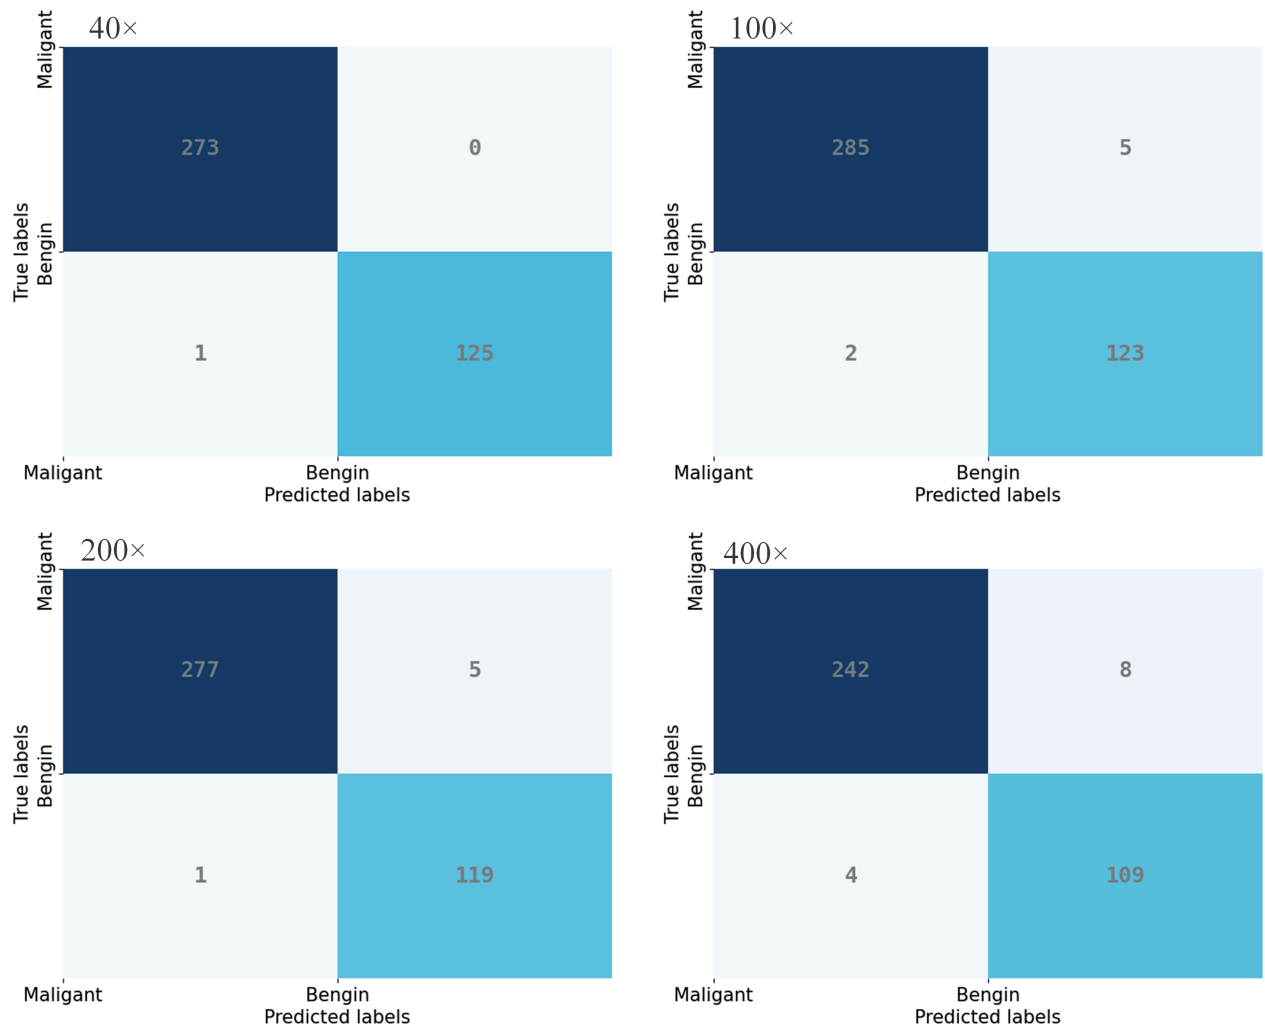 40×
Maligant
273
0
True labels
Bengin
1
125
Maligant
Bengin
Predicted labels
100×
Maligant
285
5
True labels
Bengin
2
123
Maligant
Bengin
Predicted labels
200×
Maligant
277
5
True labels
Bengin
1
119
Maligant
Bengin
Predicted labels
400×
Maligant
242
8
True labels
Bengin
4
109
Maligant
Bengin
Predicted labels